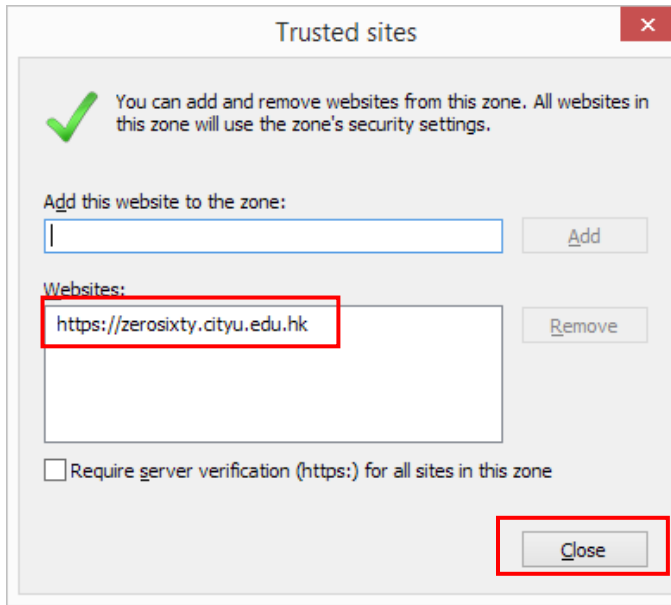 Trusted sites
You can add and remove websites from this zone. All websites in
this zone will use the zone's security settings.
Add this website to the zone:
Add
Websites:
https://zerosixty.cityu.edu.hk
Remove
Require server verification (https:) for all sites in this zone
Close